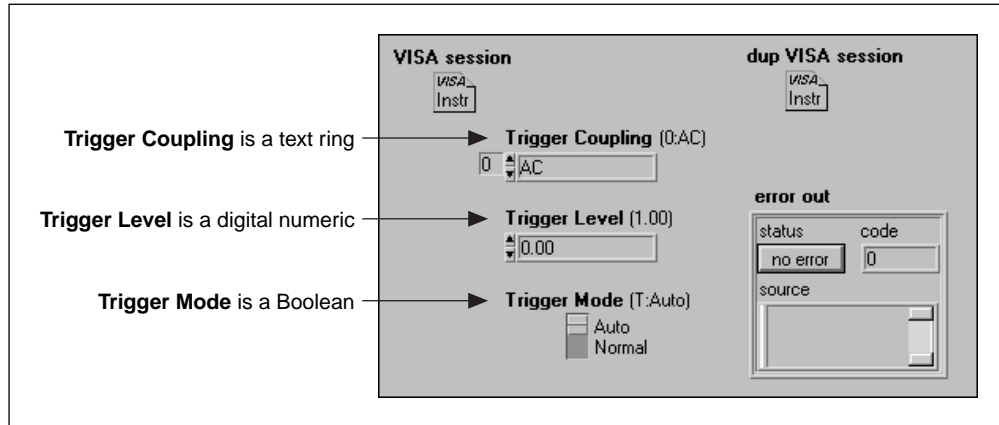 VISA session
VISA
Instr
dup VISA session
VISA
Instr
Trigger Coupling is a text ring
Trigger Coupling (0:AC)
0 AC
Trigger Level is a digital numeric
Trigger Level (1.00)
0.00
Trigger Mode is a Boolean
Trigger Mode (T:Auto)
Auto
Normal
error out
status code
no error 0
source